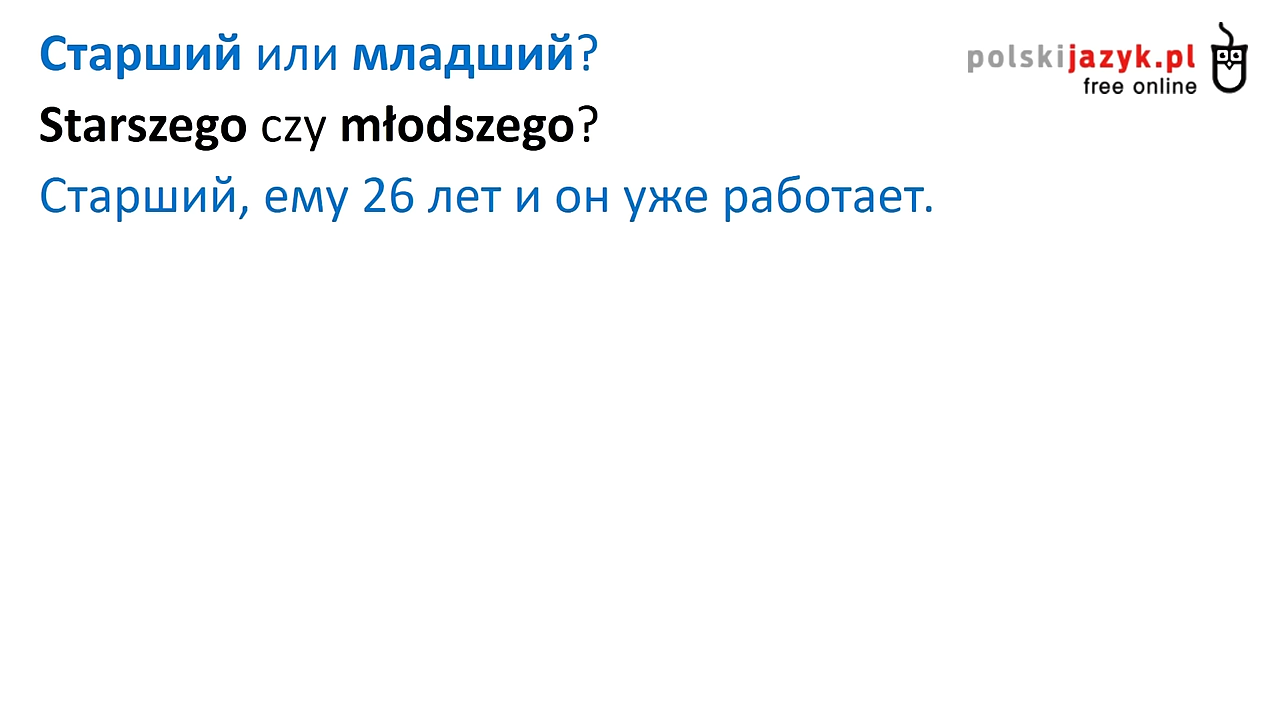 Старший или младший?
polskijazyk.pl
free online
Starszego czy młodszego?
Старший, ему 26 лет и он уже работает.